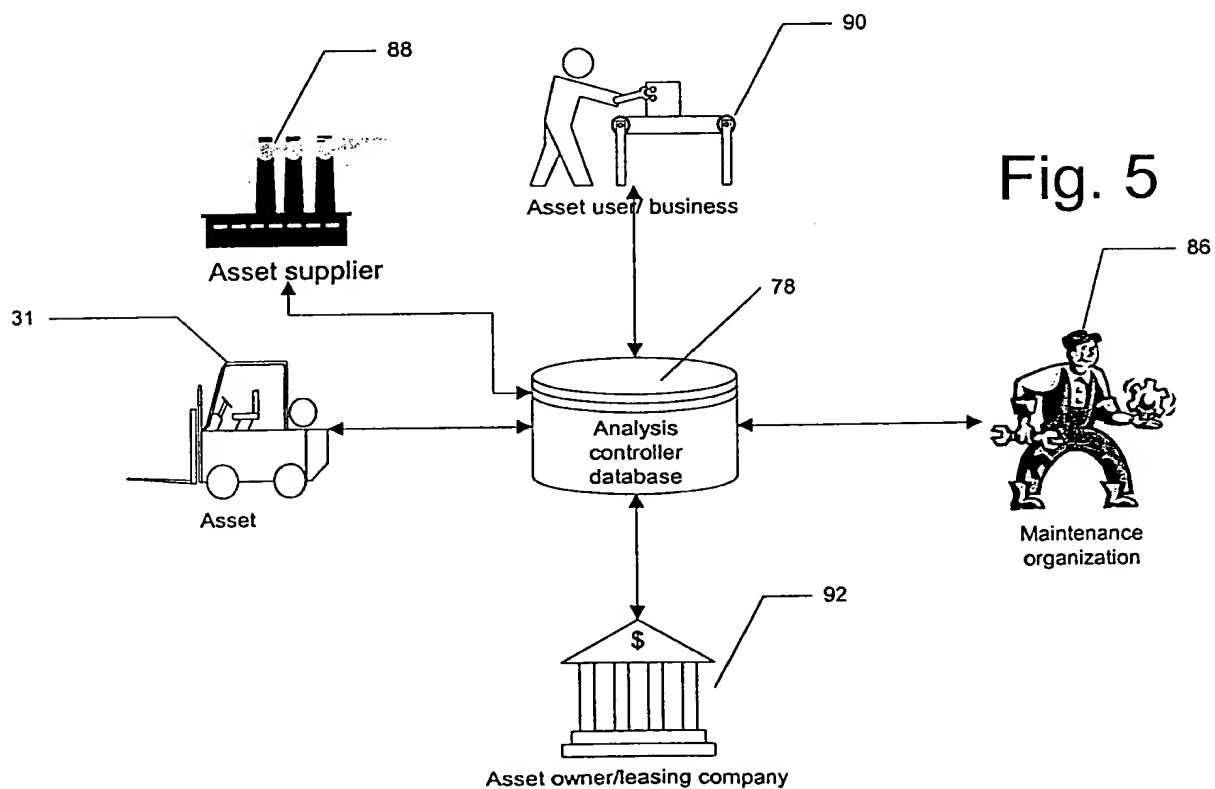 88
90
Fig. 5
Asset user/ business
Asset supplier
86
78
31
Analysis
controller
database
Asset
Maintenance
organization
92
$
Asset owner/leasing company